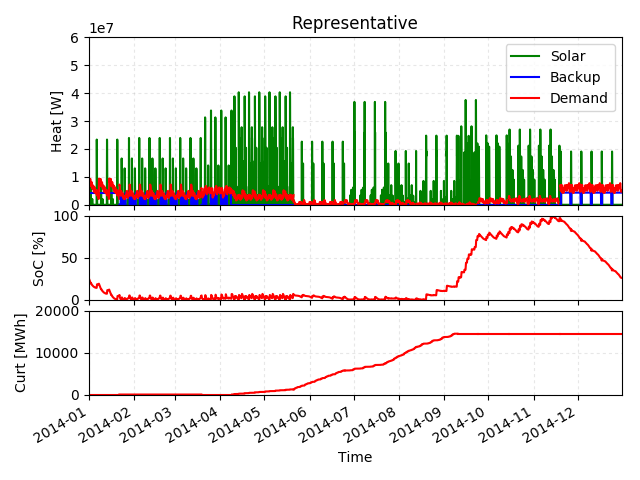 Representative
1e7
6
5
4
3
2
1
0
Heat [W]
Solar
Backup
Demand
100
50
0
SoC [%]
20000
10000
0
Curt [MWh]
2014-01
2014-02
2014-03
2014-04
2014-05
2014-06
2014-07
2014-08
2014-09
2014-10
2014-11
2014-12
Time